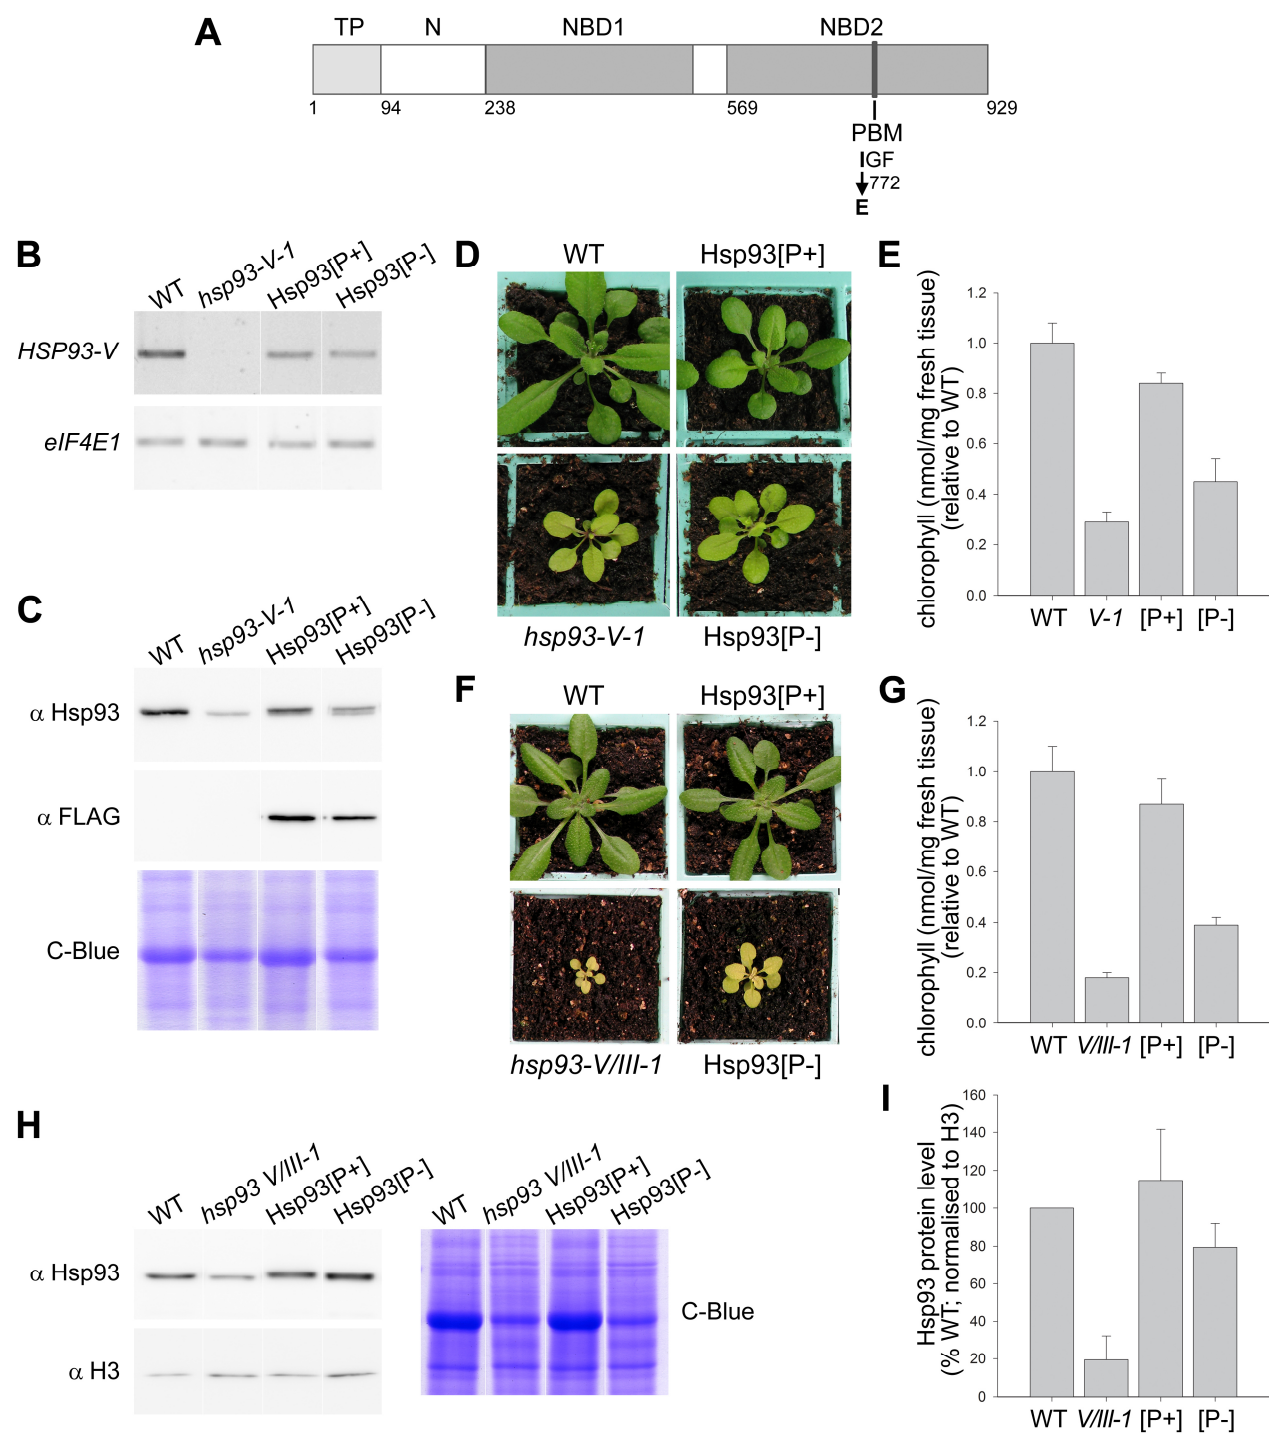 A
TP N NBD1 NBD2
1 94 238 569 929
PBM
IGF
772
E
B
WT hsp93-V-1 Hsp93[P+] Hsp93[P-]
HSP93-V
eIF4E1
C
WT hsp93-V-1 Hsp93[P+] Hsp93[P-]
α Hsp93
α FLAG
C-Blue
D
WT Hsp93[P+]
hsp93-V-1 Hsp93[P-]
E
chlorophyll (nmol/mg fresh tissue)
(relative to WT)
1.2
1.0
0.8
0.6
0.4
0.2
0.0
WT V-1 [P+] [P-]
F
WT Hsp93[P+]
hsp93-V/III-1 Hsp93[P-]
G
chlorophyll (nmol/mg fresh tissue)
(relative to WT)
1.2
1.0
0.8
0.6
0.4
0.2
0.0
WT V/III-1 [P+] [P-]
H
WT hsp93 V/III-1 Hsp93[P+] Hsp93[P-]
α Hsp93
α H3
WT hsp93 V/III-1 Hsp93[P+] Hsp93[P-]
C-Blue
I
Hsp93 protein level
(% WT; normalised to H3)
160
140
120
100
80
60
40
20
0
WT V/III-1 [P+] [P-]